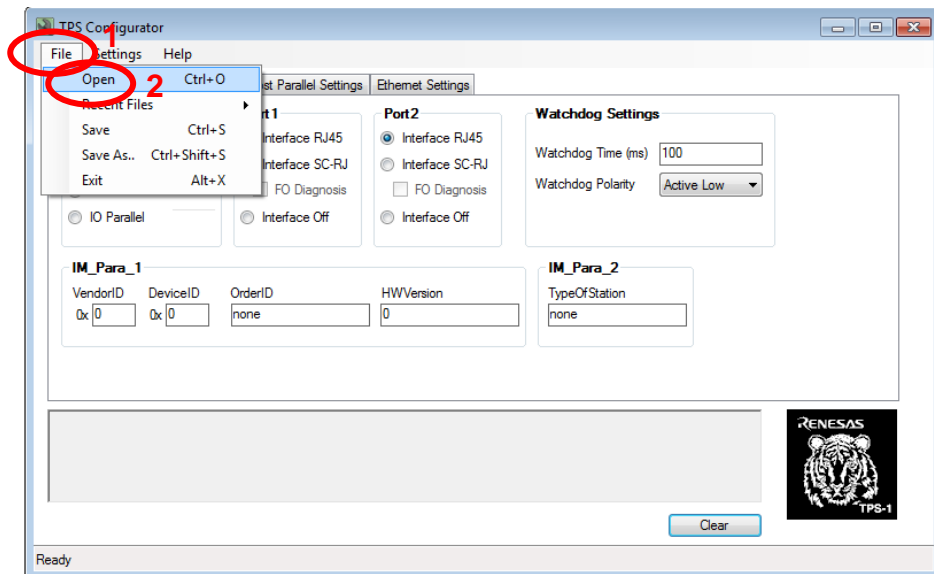 TPS Configurator
1
File Settings Help
Open Ctrl+O
2
Recent Files
Save Ctrl+S
Save As.. Ctrl+Shift+S
Exit Alt+X
Parallel Settings
Ethernet Settings
Interface RJ45
Interface SC-RJ
FO Diagnosis
Interface Off
IO Parallel
Port2
Interface RJ45
Interface SC-RJ
FO Diagnosis
Interface Off
Watchdog Settings
Watchdog Time (ms) 100
Watchdog Polarity Active Low
IM_Para_1
VendorID DeviceID OrderID HWVersion
0x 0 0x 0 none 0
IM_Para_2
TypeOfStation
none
RENESAS
TPS-1
Clear
Ready